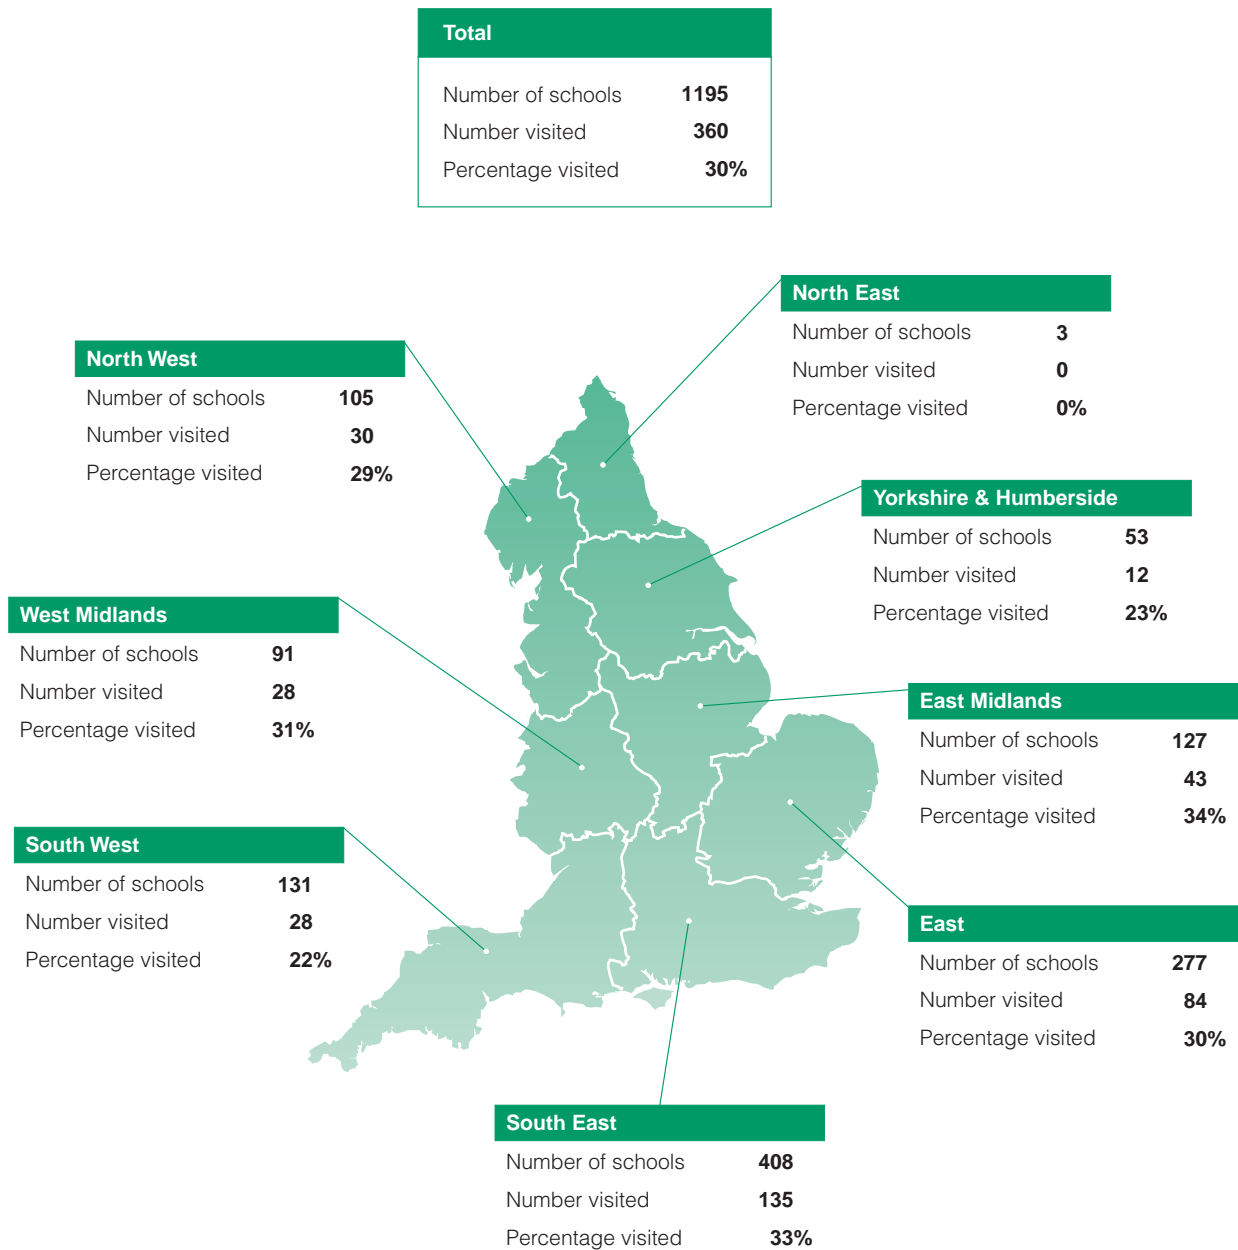 Total
Number of schools 1195
Number visited 360
Percentage visited 30%
North East
Number of schools 3
Number visited 0
Percentage visited 0%
North West
Number of schools 105
Number visited 30
Percentage visited 29%
Yorkshire & Humberside
Number of schools 53
Number visited 12
Percentage visited 23%
West Midlands
Number of schools 91
Number visited 28
Percentage visited 31%
East Midlands
Number of schools 127
Number visited 43
Percentage visited 34%
South West
Number of schools 131
Number visited 28
Percentage visited 22%
East
Number of schools 277
Number visited 84
Percentage visited 30%
South East
Number of schools 408
Number visited 135
Percentage visited 33%